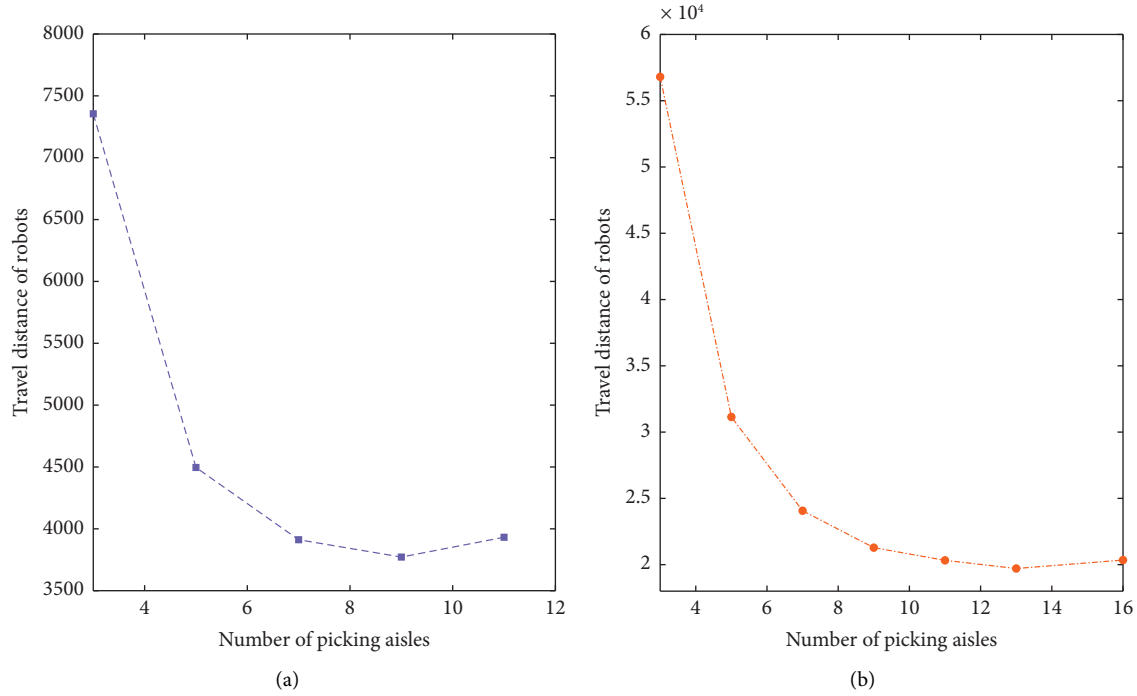 8000
7500
7000
6500
6000
5500
5000
4500
4000
3500
Travel distance of robots
4 6 8 10 12
Number of picking aisles
(a)
× 10⁴
6
5.5
5
4.5
4
3.5
3
2.5
2
Travel distance of robots
4 6 8 10 12 14 16
Number of picking aisles
(b)